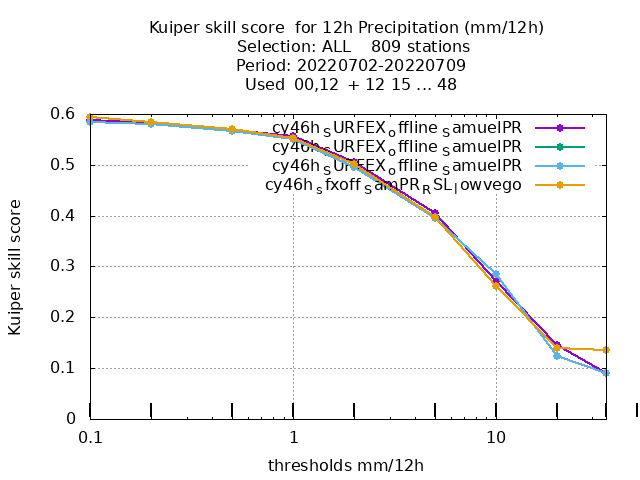 Kuiper skill score  for 12h Precipitation (mm/12h)
Selection: ALL    809 stations
Period: 20220702-20220709
Used  00,12  + 12 15 ... 48
cy46h_SURFEX_offline_SamuelPR
cy46h_SURFEX_offline_SamuelPR
cy46h_SURFEX_offline_SamuelPR
cy46h_sfxoff_SamPR_RSL_lowvego
Kuiper skill score
0.6
0.5
0.4
0.3
0.2
0.1
0
0.1 1 10
thresholds mm/12h